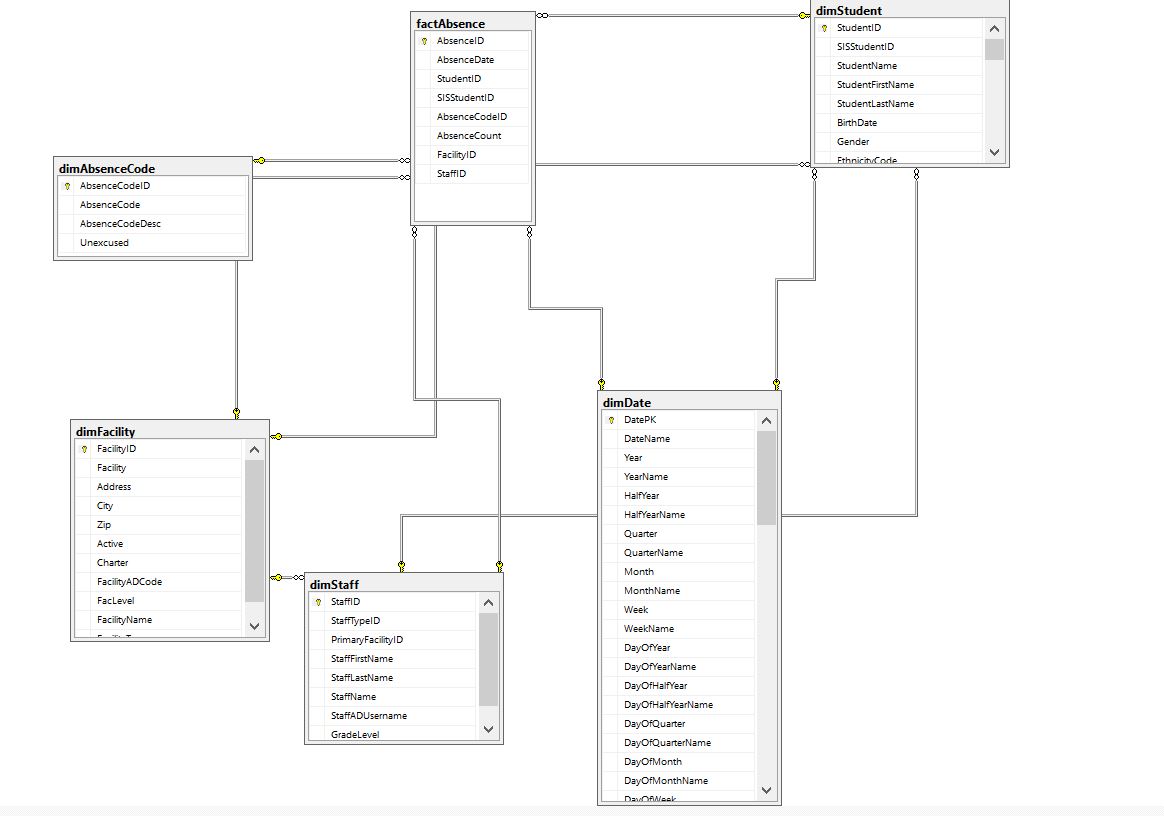 factAbsence
AbsenceID
AbsenceDate
StudentID
SISStudentID
AbsenceCodeID
AbsenceCount
FacilityID
StaffID
dimStudent
StudentID
SISStudentID
StudentName
StudentFirstName
StudentLastName
BirthDate
Gender
EthnicityCode
dimAbsenceCode
AbsenceCodeID
AbsenceCode
AbsenceCodeDesc
Unexcused
dimFacility
FacilityID
Facility
Address
City
Zip
Active
Charter
FacilityADCode
FacLevel
FacilityName
dimStaff
StaffID
StaffTypeID
PrimaryFacilityID
StaffFirstName
StaffLastName
StaffName
StaffADUsername
GradeLevel
dimDate
DatePK
DateName
Year
YearName
HalfYear
HalfYearName
Quarter
QuarterName
Month
MonthName
Week
WeekName
DayOfYear
DayOfYearName
DayOfHalfYear
DayOfHalfYearName
DayOfQuarter
DayOfQuarterName
DayOfMonth
DayOfMonthName
DayOfWeek